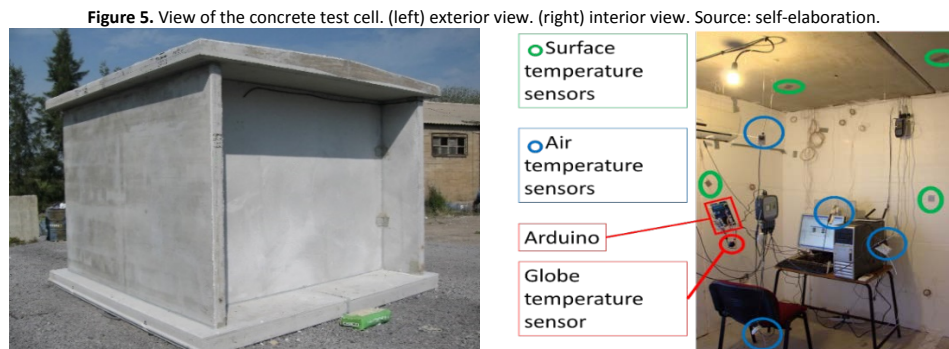 Figure 5. View of the concrete test cell. (left) exterior view. (right) interior view. Source: self-elaboration.
Surface
temperature
sensors
Air
temperature
sensors
Arduino
Globe
temperature
sensor